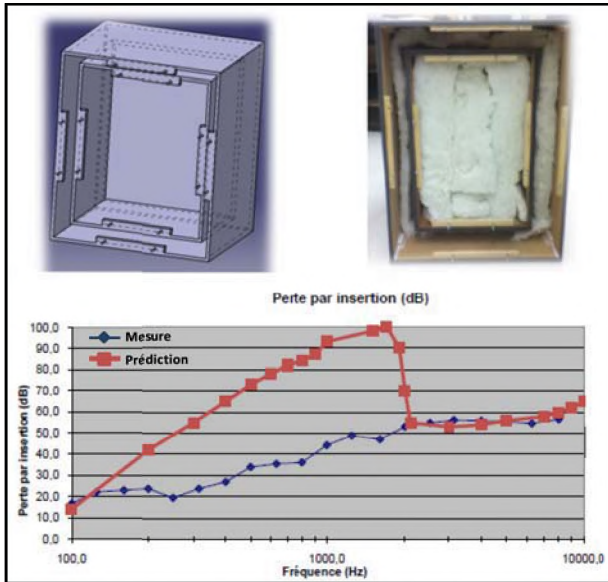 Perte par insertion (dB)
Mesure
Prédiction
Perte par insertion (dB)
100,0
90,0
80,0
70,0
60,0
50,0
40,0
30,0
20,0
10,0
0,0
100,0
1000,0
10000,0
Fréquence (Hz)